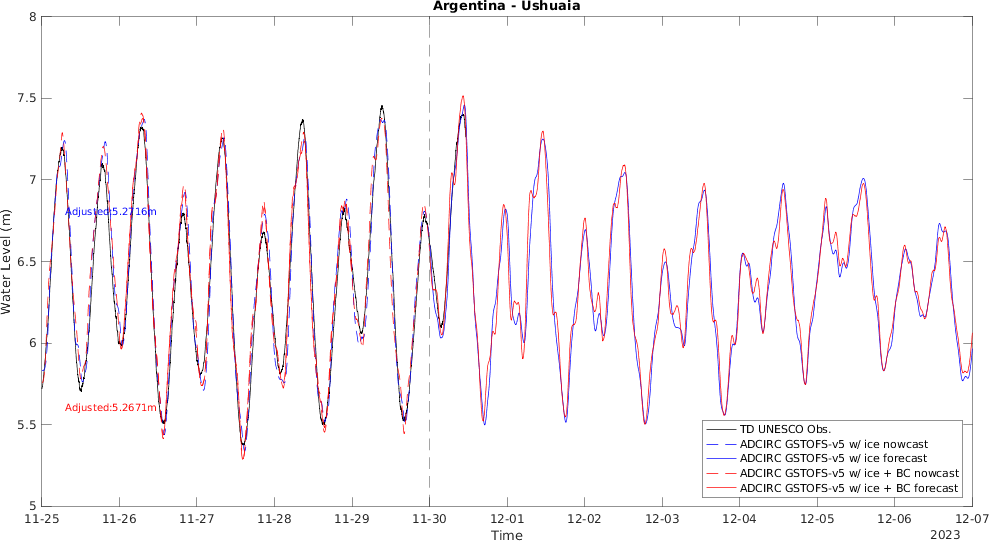 Argentina - Ushuaia
8
7.5
7
6.5
6
5.5
5
Water Level (m)
Adjusted:5.2716m
Adjusted:5.2671m
TD UNESCO Obs.
ADCIRC GSTOFS-v5 w/ ice nowcast
ADCIRC GSTOFS-v5 w/ ice forecast
ADCIRC GSTOFS-v5 w/ ice + BC nowcast
ADCIRC GSTOFS-v5 w/ ice + BC forecast
11-25 11-26 11-27 11-28 11-29 11-30 12-01 12-02 12-03 12-04 12-05 12-06 12-07
Time
2023